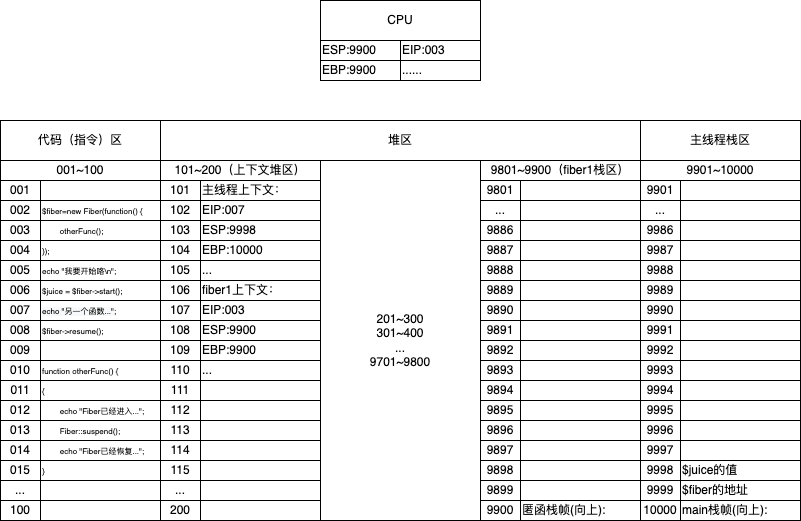 CPU
ESP:9900 EIP:003
EBP:9900 ......
代码（指令）区 堆区 主线程栈区
001~100 101~200（上下文堆区） 9801~9900（fiber1栈区） 9901~10000
001 101 主线程上下文: 9801 9901
002 $fiber=new Fiber(function() { 102 EIP:007 ... ...
003 otherFunc(); 103 ESP:9998 9886 9986
004 }); 104 EBP:10000 9887 9987
005 echo "我要开始咯\n"; 105 ... 9888 9988
006 $juice = $fiber->start(); 106 fiber1上下文: 9889 9989
007 echo "另一个函数..."; 107 EIP:003 9890 9990
008 $fiber->resume(); 108 ESP:9900 9891 9991
009 109 EBP:9900 9892 9992
010 function otherFunc() { 110 ... 9893 9993
011 { 111 9894 9994
012 echo "Fiber已经进入..."; 112 9895 9995
013 Fiber::suspend(); 113 9896 9996
014 echo "Fiber已经恢复..."; 114 9897 9997
015 } 115 9898 9998 $juice的值
... ... 9899 9999 $fiber的地址
100 200 9900 匿函栈帧(向上): 10000 main栈帧(向上):
201~300
301~400
...
9701~9800